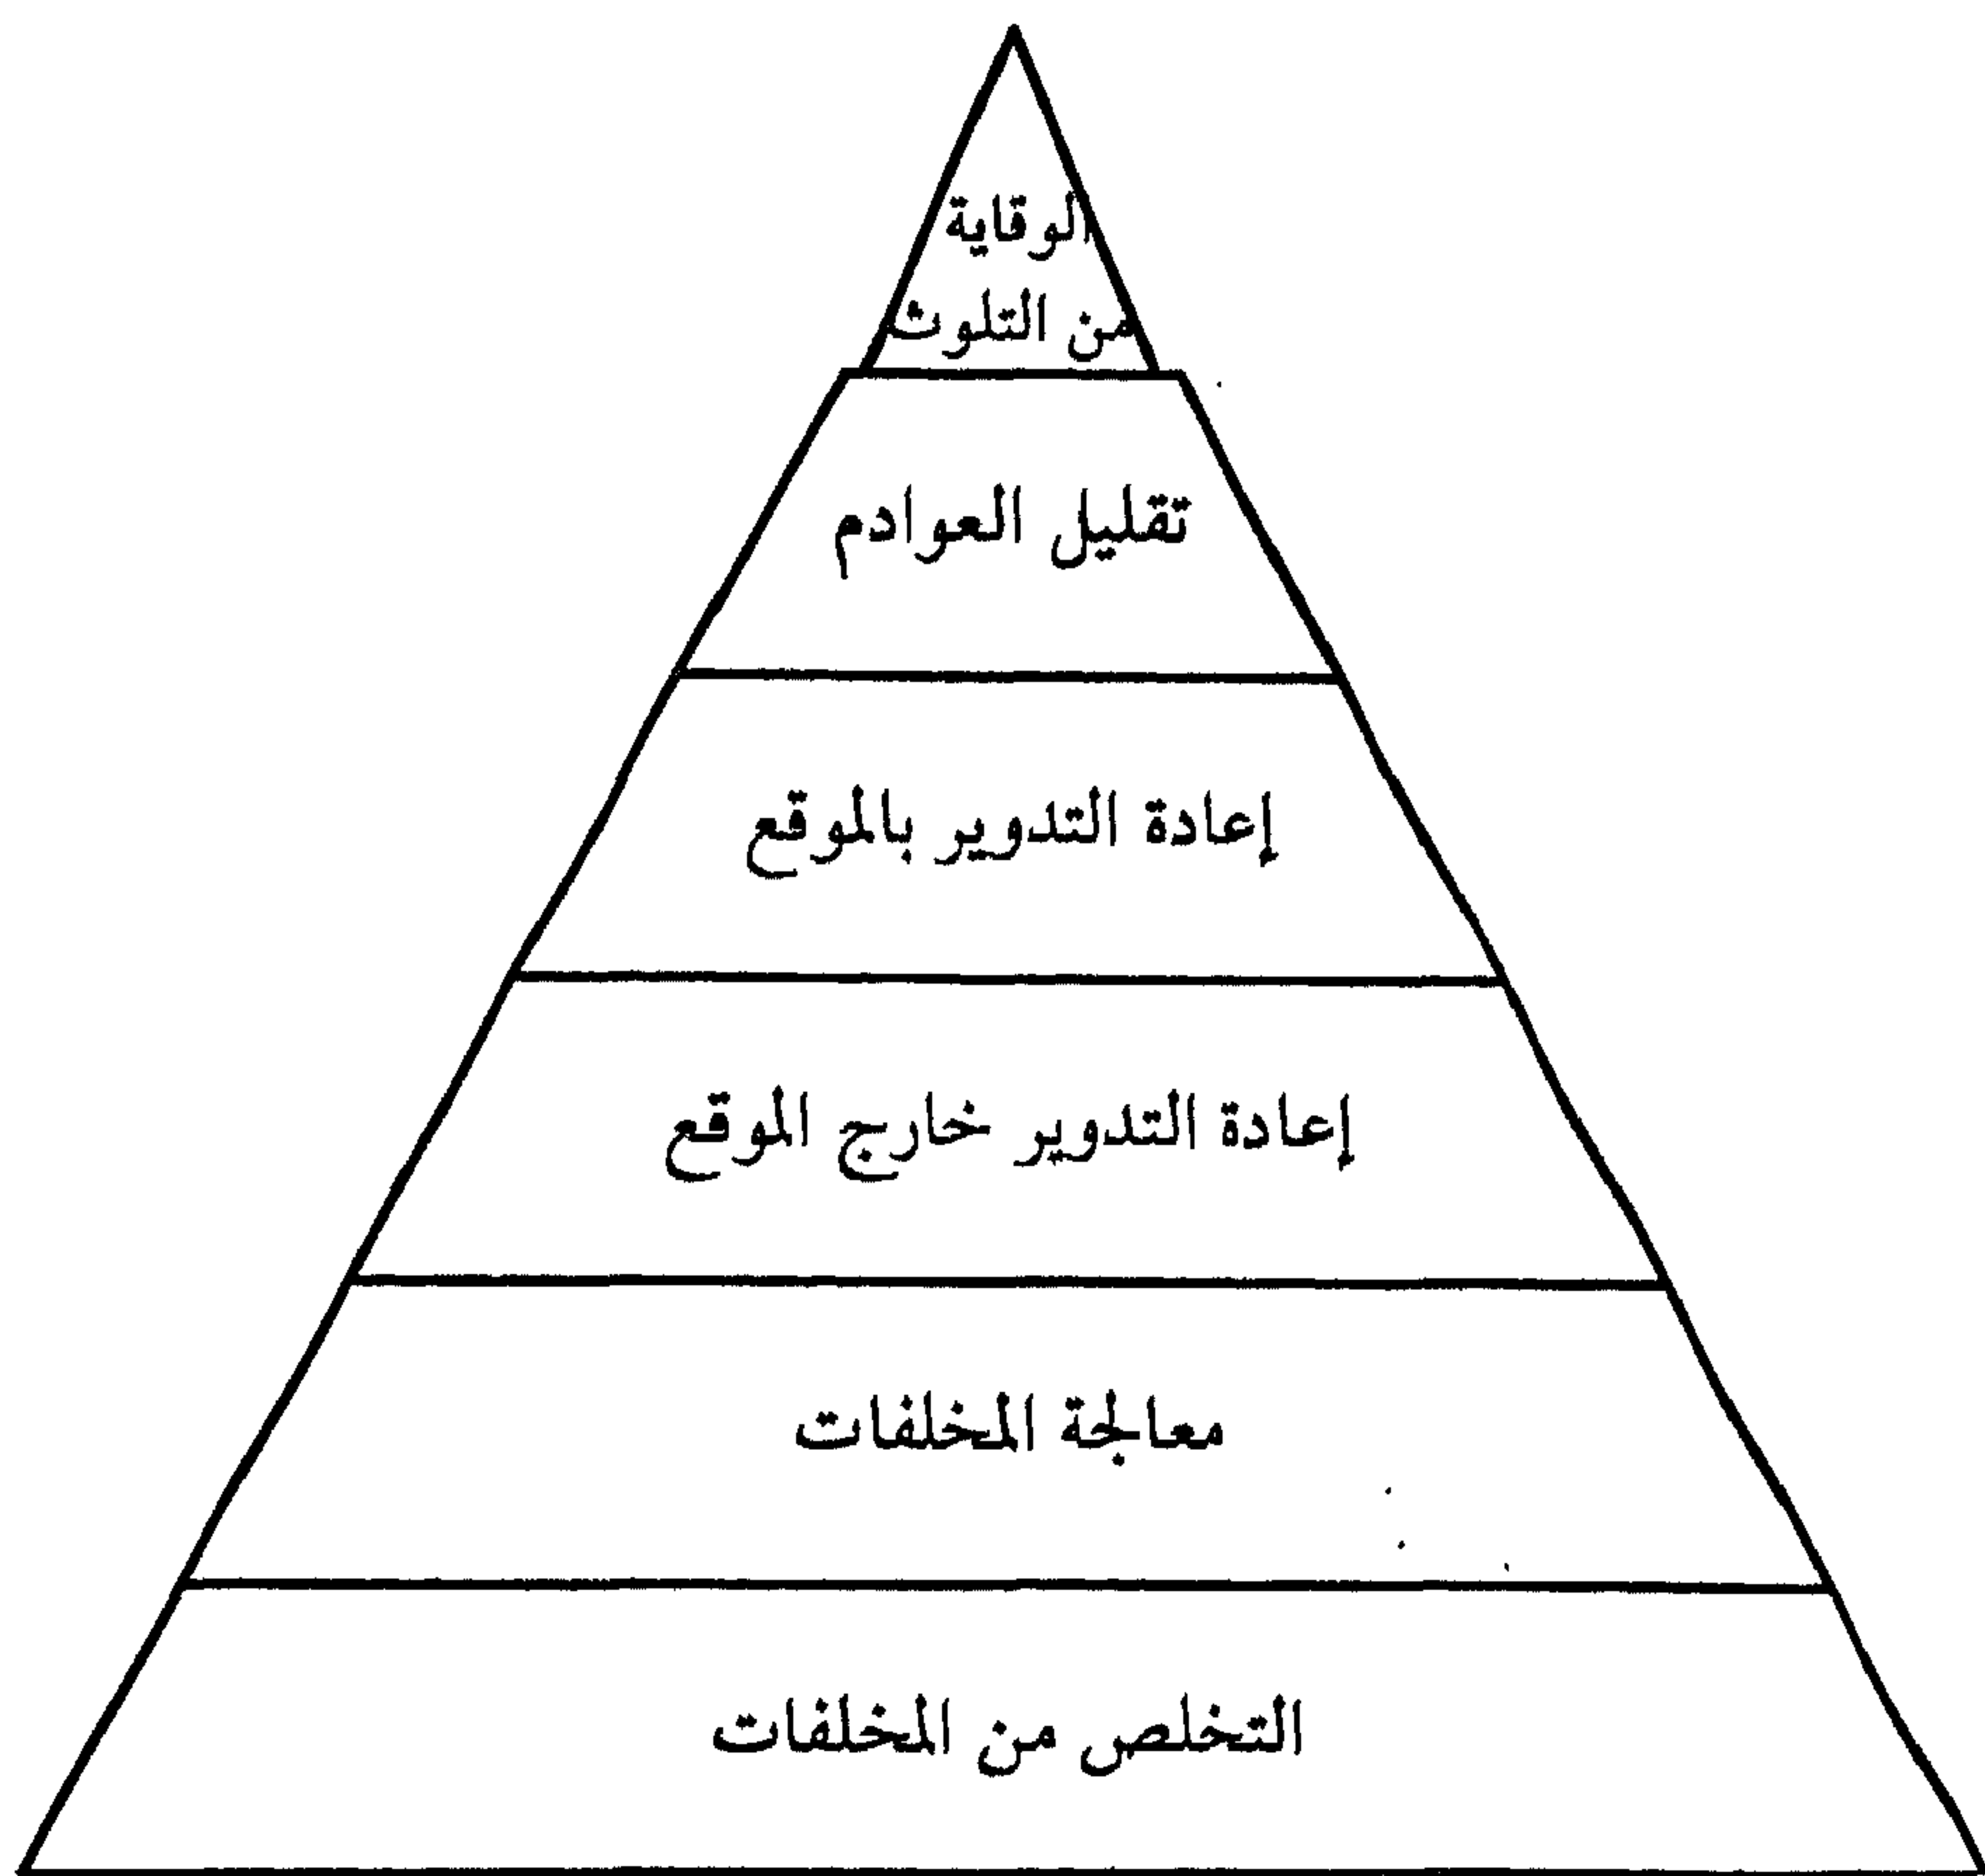 الوقاية
من التلوث
تقليل العوادم
إعادة التدوير بالموقع
إعادة التدوير خارج الموقع
معالجة المخلفات
التخلص من المخلفات